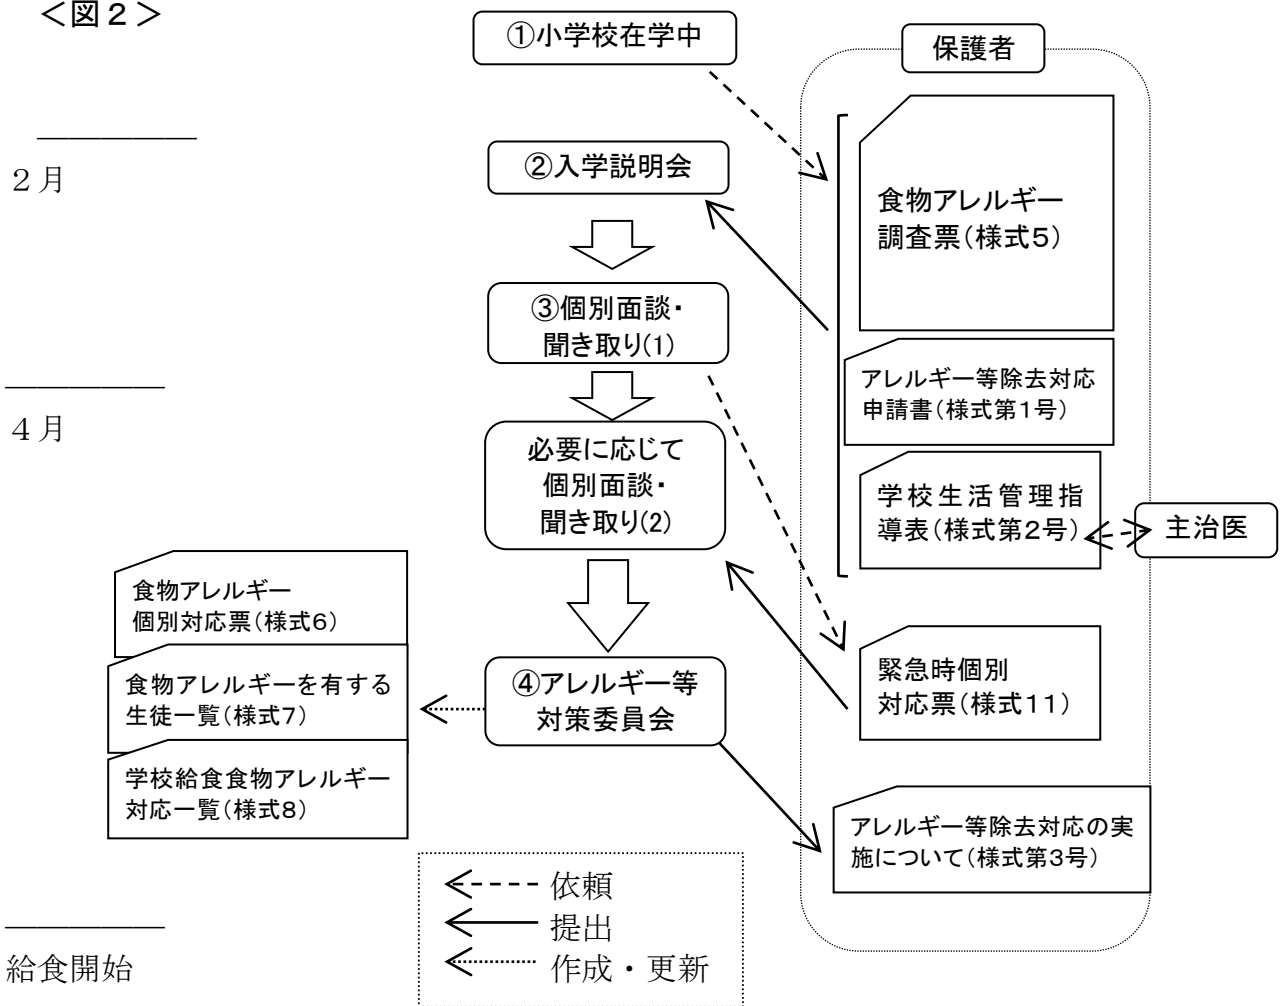 <図2>
①小学校在学中
保護者
2月
②入学説明会
食物アレルギー
調査票(様式5)
③個別面談・
聞き取り(1)
アレルギー等除去対応
申請書(様式第1号)
4月
必要に応じて
個別面談・
聞き取り(2)
学校生活管理指
導表(様式第2号)
主治医
食物アレルギー
個別対応票(様式6)
食物アレルギーを有する
生徒一覧(様式7)
学校給食食物アレルギー
対応一覧(様式8)
④アレルギー等
対策委員会
緊急時個別
対応票(様式11)
アレルギー等除去対応の実
施について(様式第3号)
依頼
提出
作成・更新
給食開始